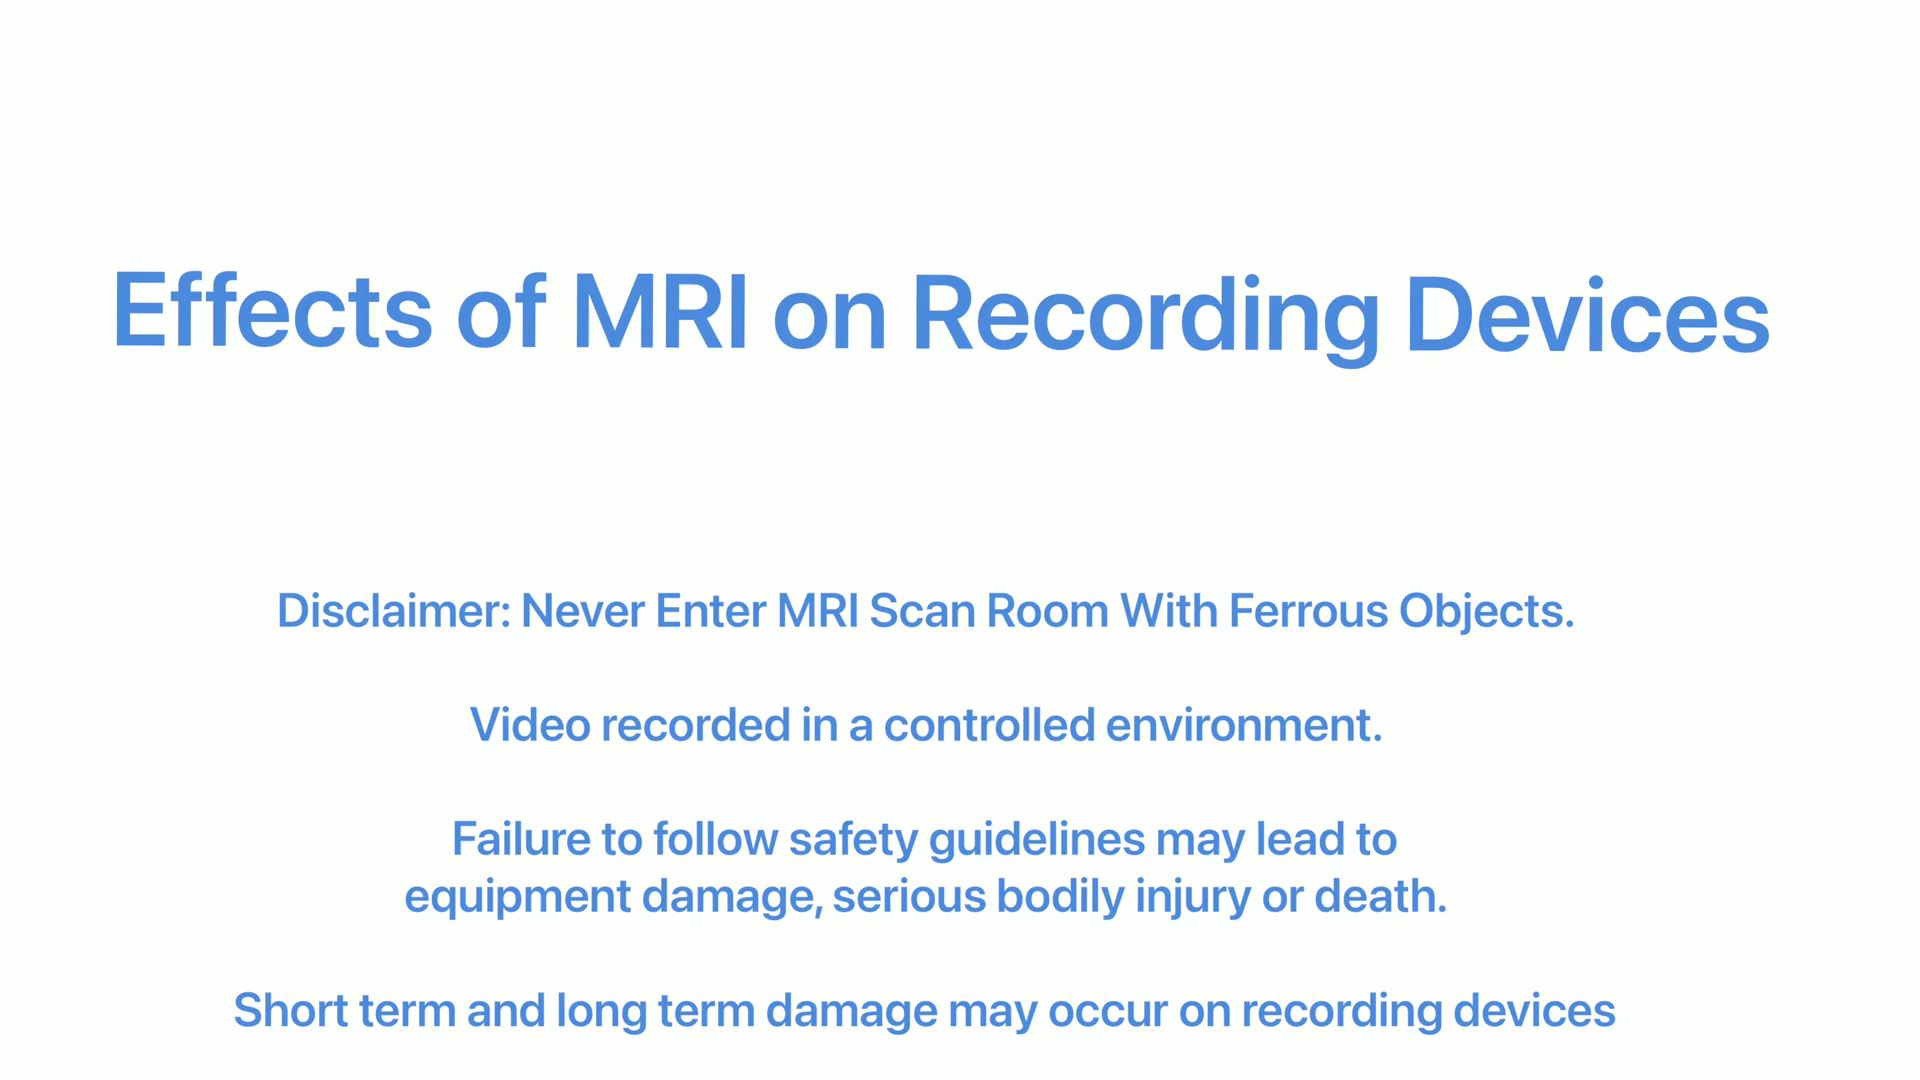 Effects of MRI on Recording Devices
Disclaimer: Never Enter MRI Scan Room With Ferrous Objects.
Video recorded in a controlled environment.
Failure to follow safety guidelines may lead to
equipment damage, serious bodily injury or death.
Short term and long term damage may occur on recording devices